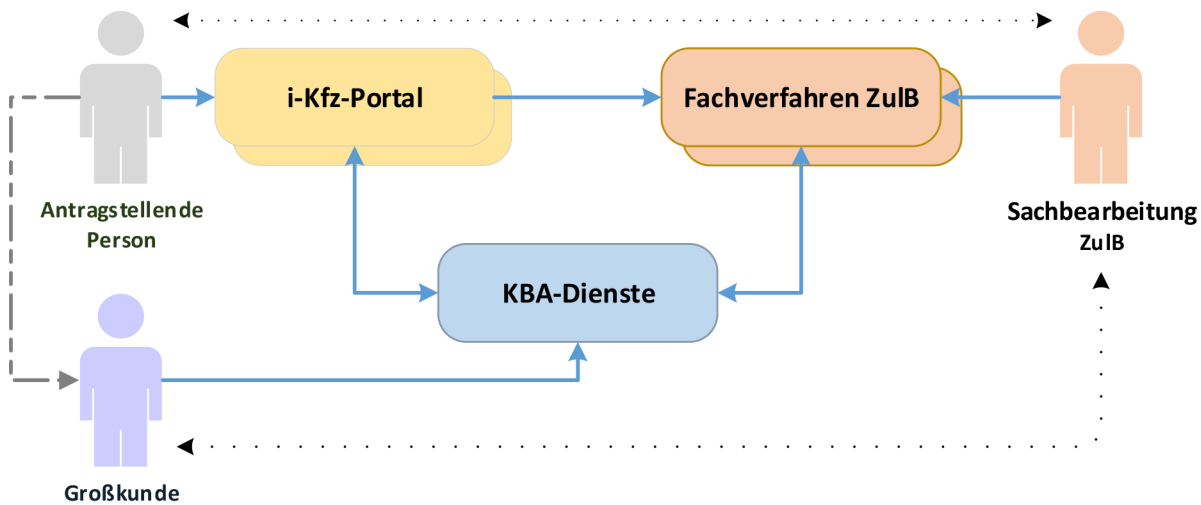 i-Kfz-Portal
Fachverfahren ZulB
Antragstellende
Person
Sachbearbeitung
ZulB
KBA-Dienste
Großkunde